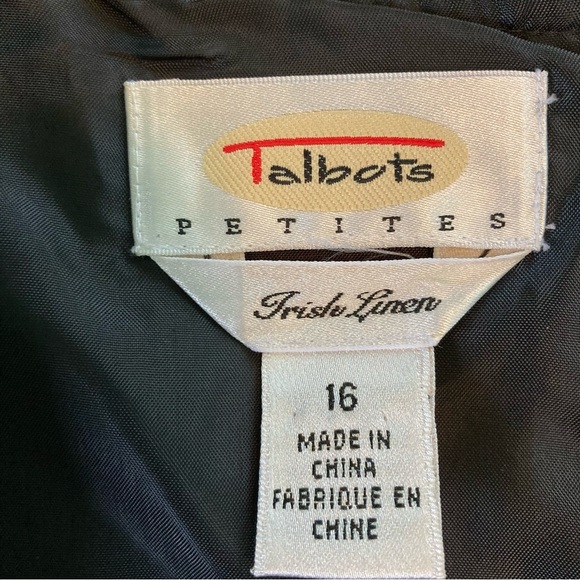 Talbots
PETITES
Irish Linen
16
MADE IN
CHINA
FABRIQUE EN
CHINE